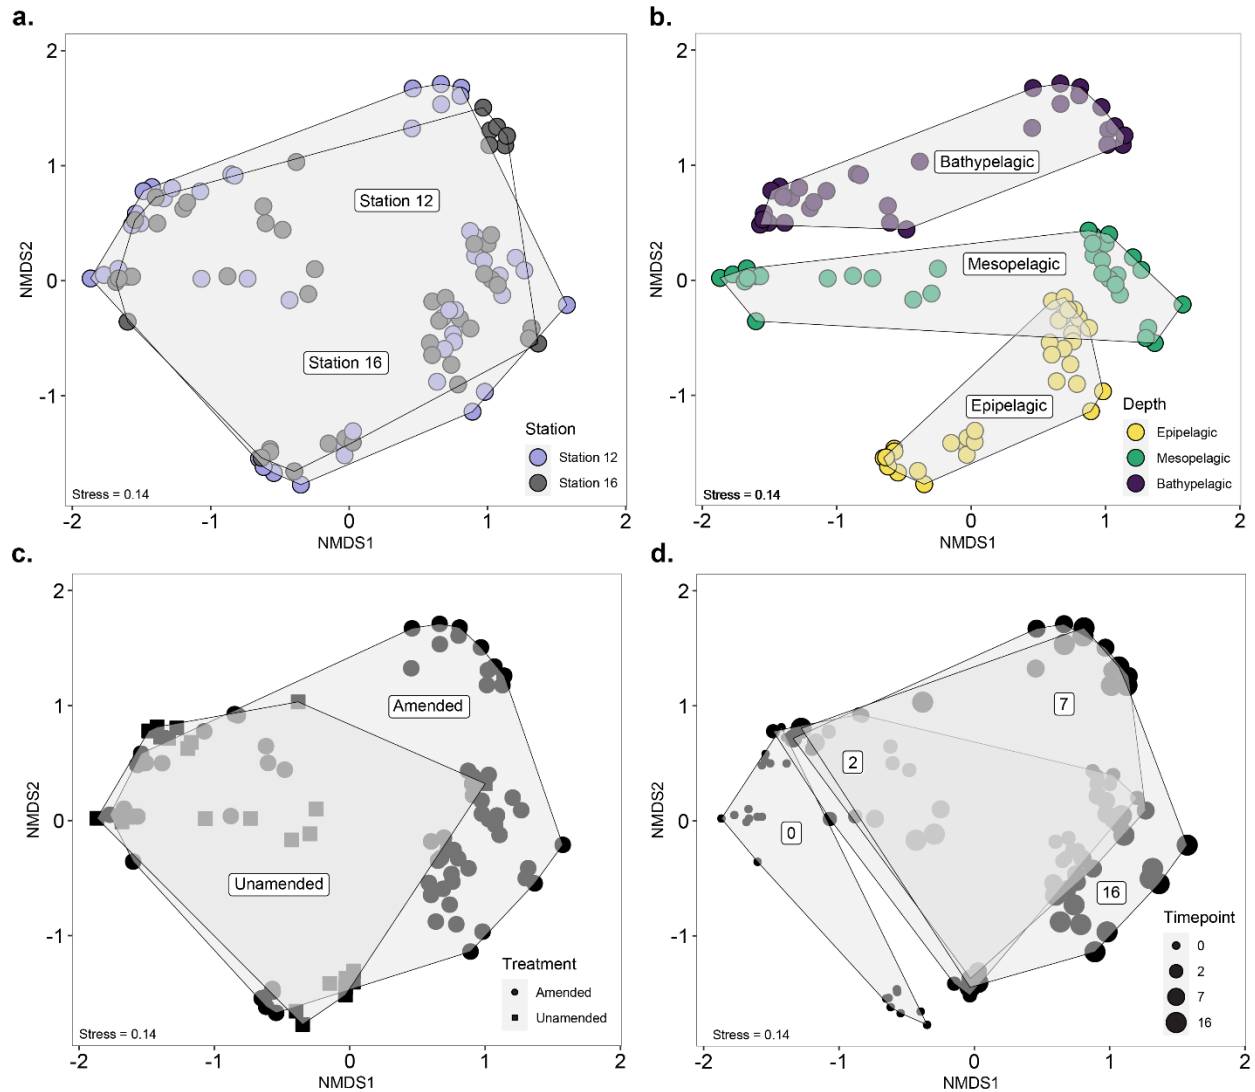 a.
2
1
0
-1
NMDS2
Station 12
Station 16
Station
Station 12
Station 16
Stress = 0.14
-2
-1
0
1
2
NMDS1
b.
2
1
0
-1
NMDS2
Bathypelagic
Mesopelagic
Epipelagic
Depth
Epipelagic
Mesopelagic
Bathypelagic
Stress = 0.14
-2
-1
0
1
2
NMDS1
c.
2
1
0
-1
NMDS2
Amended
Unamended
Treatment
Amended
Unamended
Stress = 0.14
-2
-1
0
1
2
NMDS1
d.
2
1
0
-1
NMDS2
7
2
0
16
Timepoint
0
2
7
16
Stress = 0.14
-2
-1
0
1
2
NMDS1